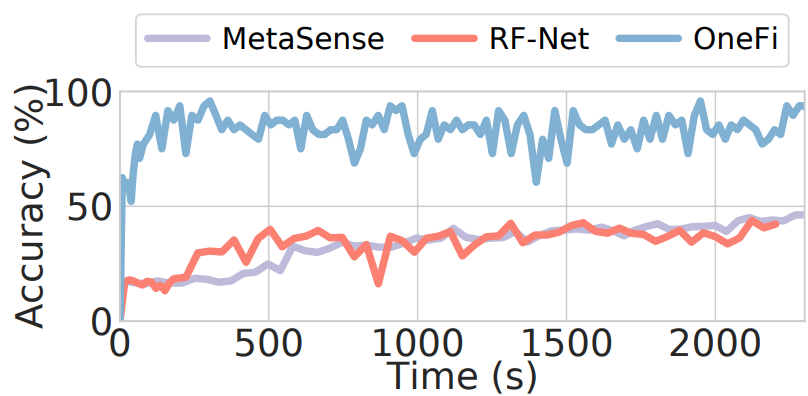 MetaSense RF-Net OneFi
Accuracy (%)
100
50
0
0 500 1000 1500 2000
Time (s)